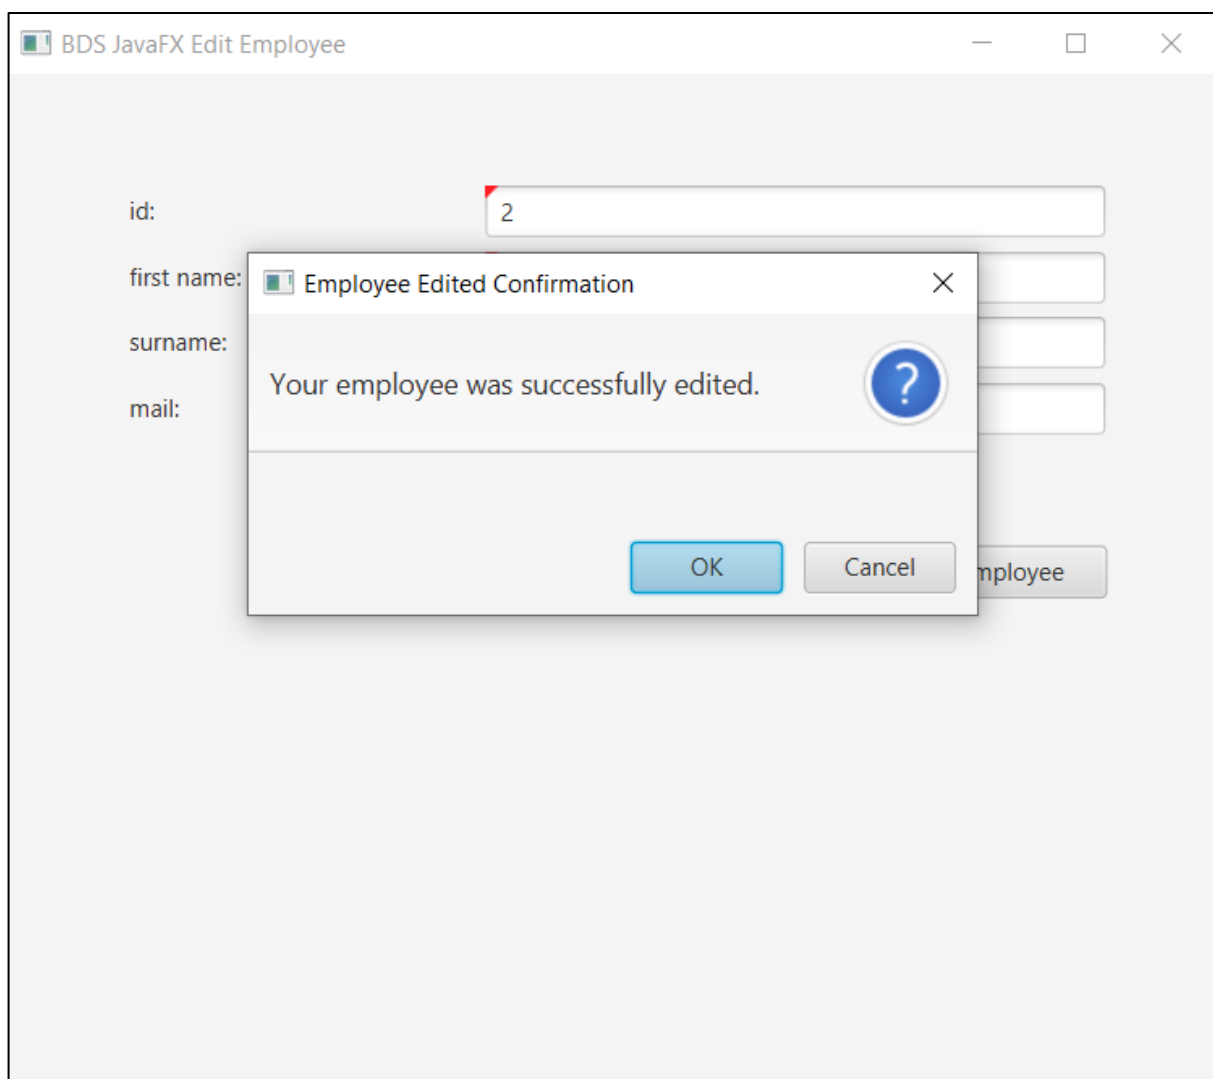 BDS JavaFX Edit Employee
id:
2
first name:
Employee Edited Confirmation
surname:
Your employee was successfully edited.
?
mail:
OK
Cancel